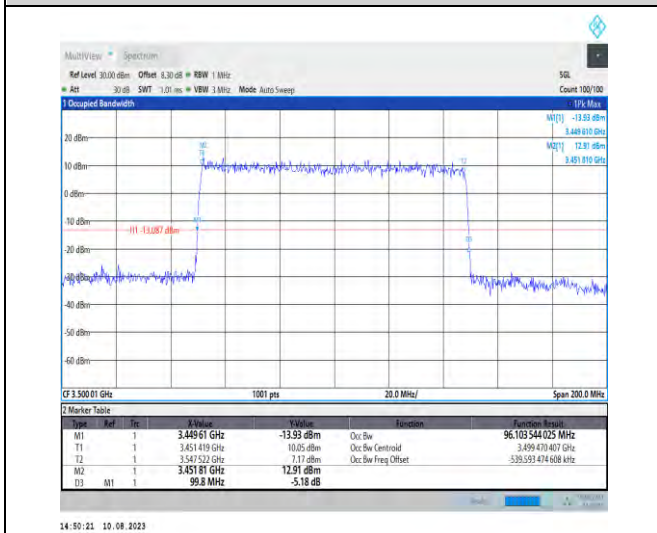 MultiView Spectrum
Ref Level 30.00 dBm Offset 8.30 dB RBW 1 MHz SGL
Att 30 dB SWT 1.01 ms VBW 3 MHz Mode Auto Sweep Count 100/100
1 Occupied Bandwidth 1Pk Max
M1[1] -13.93 dBm
3.449 610 GHz
M2[1] 12.91 dBm
3.451 810 GHz
20 dBm
10 dBm
0 dBm
-10 dBm
H1 -13.087 dBm
-30 dBm
-40 dBm
-50 dBm
-60 dBm
CF 3.500 01 GHz 1001 pts 20.0 MHz/ Span 200.0 MHz
2 Marker Table
Type Ref Trc X-Value Y-Value Function Function Result
M1 1 3.449 61 GHz -13.93 dBm Occ Bw 96.103 544 025 MHz
T1 1 3.451 419 GHz 10.05 dBm Occ Bw Centroid 3.499 470 407 GHz
T2 1 3.547 522 GHz 7.17 dBm Occ Bw Freq Offset -539.593 474 608 kHz
M2 1 3.451 81 GHz 12.91 dBm
D3 M1 1 99.8 MHz -5.18 dB
14:50:21 10.08.2023